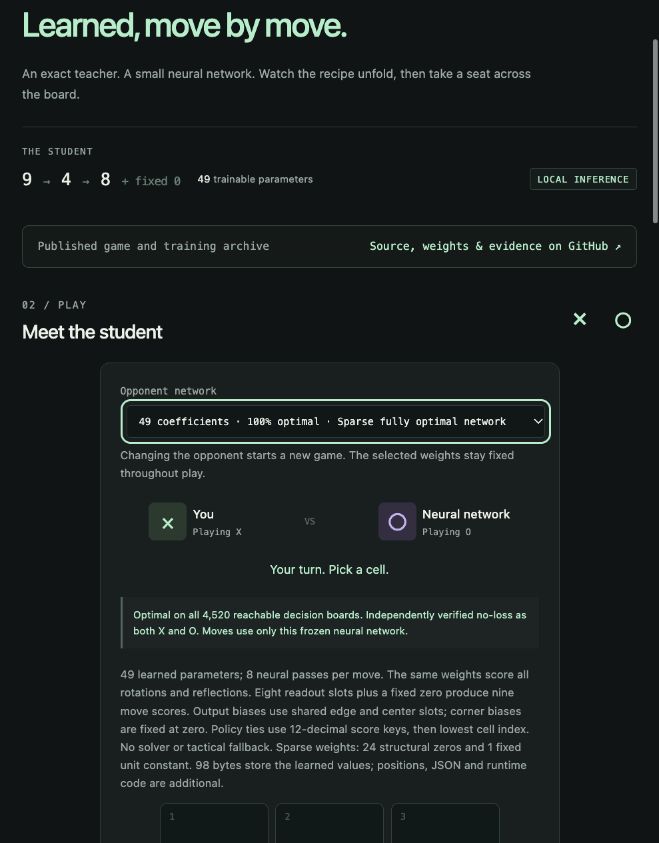 Learned, move by move.
An exact teacher. A small neural network. Watch the recipe unfold, then take a seat across
the board.
THE STUDENT
9 → 4 → 8 + fixed 0 49 trainable parameters
LOCAL INFERENCE
Published game and training archive
Source, weights & evidence on GitHub ↗
02 / PLAY
Meet the student
Opponent network
49 coefficients · 100% optimal · Sparse fully optimal network
Changing the opponent starts a new game. The selected weights stay fixed
throughout play.
You
Playing X
VS
Neural network
Playing O
Your turn. Pick a cell.
Optimal on all 4,520 reachable decision boards. Independently verified no-loss as
both X and O. Moves use only this frozen neural network.
49 learned parameters; 8 neural passes per move. The same weights score all
rotations and reflections. Eight readout slots plus a fixed zero produce nine
move scores. Output biases use shared edge and center slots; corner biases
are fixed at zero. Policy ties use 12-decimal score keys, then lowest cell index.
No solver or tactical fallback. Sparse weights: 24 structural zeros and 1 fixed
unit constant. 98 bytes store the learned values; positions, JSON and runtime
code are additional.
1 2 3